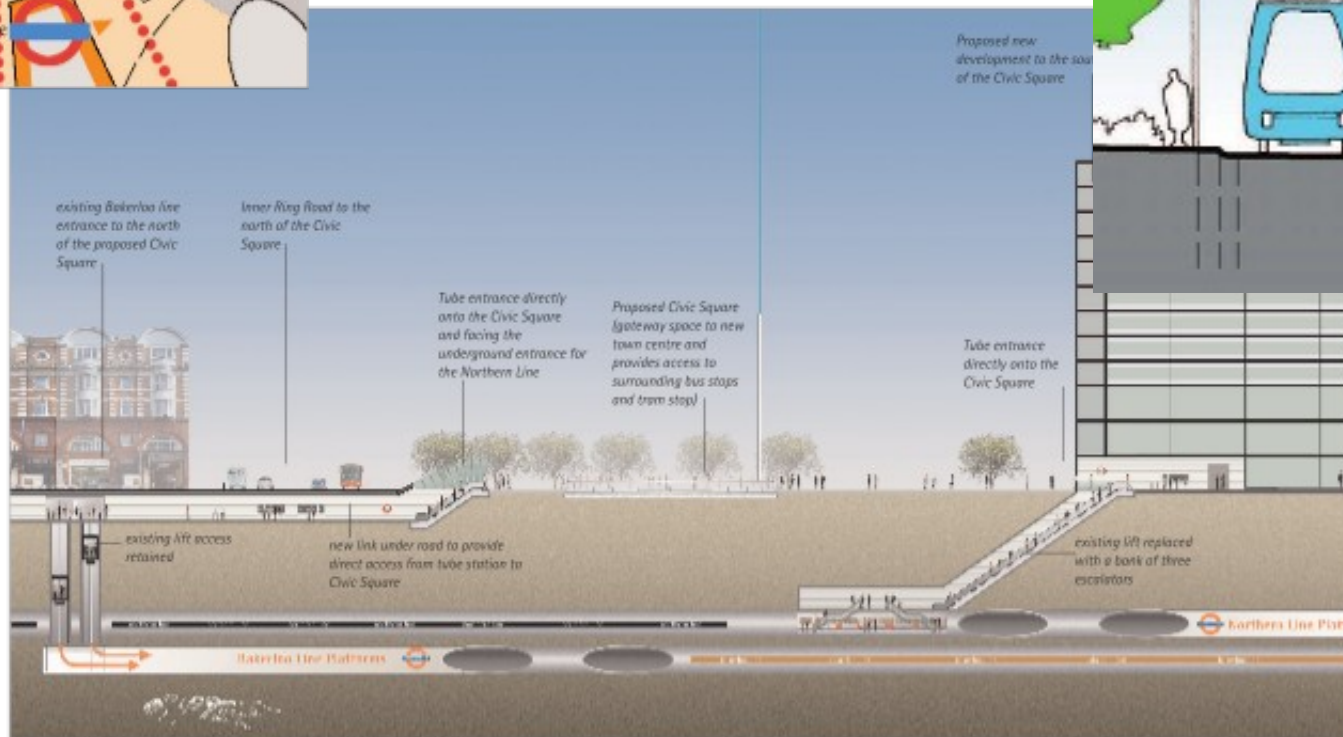 Proposed new
development to the
of the Civic Square
existing Bakerloo line
entrance to the north
of the proposed Civic
Square
Inner Ring Road to the
north of the Civic
Square
Tube entrance directly
onto the Civic Square
and facing the
underground entrance for
the Northern Line
Proposed Civic Square
(gateway space to new
town centre and
provides access to
surrounding bus stops
and tram stop)
Tube entrance
directly onto the
Civic Square
existing lift access
retained
new link under road to provide
direct access from tube station to
Civic Square
existing lift replaced
with a bank of three
escalators
Northern Line
Bakerloo Line Platforms